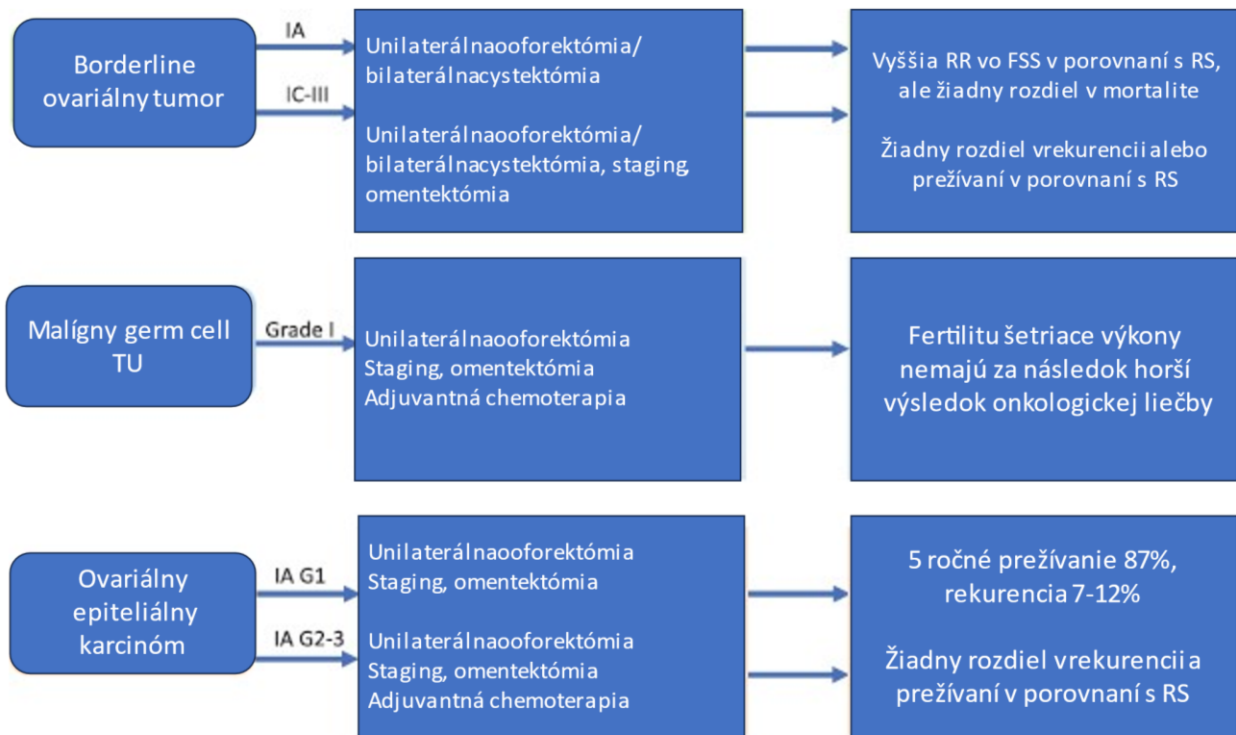 Borderline
ovariálny tumor
IA
IC-III
Unilaterálnaooforektómia/
bilaterálnacystektómia
Unilaterálnaooforektómia/
bilaterálnacystektómia, staging,
omentektómia
Vyššia RR vo FSS v porovnaní s RS,
ale žiadny rozdiel v mortalite
Žiadny rozdiel vrekurencii alebo
prežívaní v porovnaní s RS
Malígny germ cell
TU
Grade I
Unilaterálnaooforektómia
Staging, omentektómia
Adjuvantná chemoterapia
Fertilitu šetriace výkony
nemajú za následok horší
výsledok onkologickej liečby
Ovariálny
epiteliálny
karcinóm
IA G1
IA G2-3
Unilaterálnaooforektómia
Staging, omentektómia
Unilaterálnaooforektómia
Staging, omentektómia
Adjuvantná chemoterapia
5 ročné prežívanie 87%,
rekurencia 7-12%
Žiadny rozdiel vrekurencii a
prežívaní v porovnaní s RS